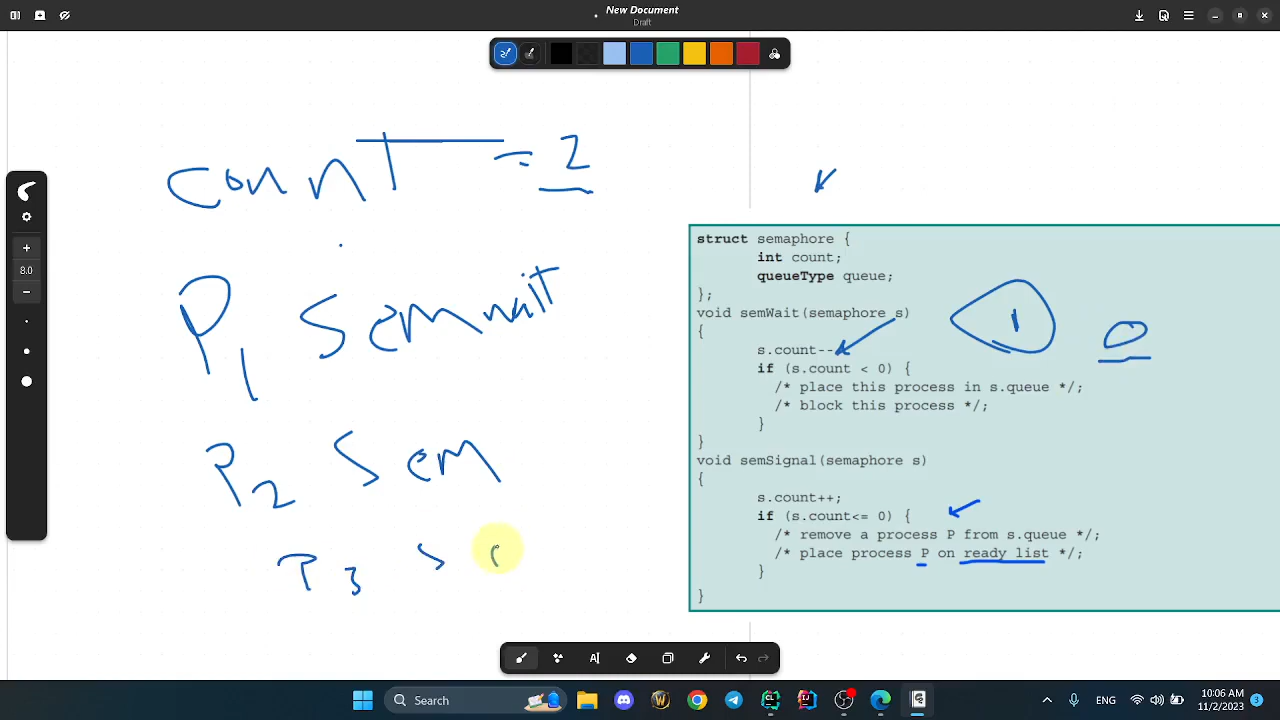 New Document
Draft
count = 2
P1 semwait
P2 Sem
P3 s
8.0
struct semaphore {
int count;
queueType queue;
};
void semWait(semaphore s)
{
s.count--
if (s.count < 0) {
/* place this process in s.queue */;
/* block this process */;
}
}
void semSignal(semaphore s)
{
s.count++;
if (s.count<= 0) {
/* remove a process P from s.queue */;
/* place process P on ready list */;
}
}
1
0
Search
ENG
10:06 AM
11/2/2023
3